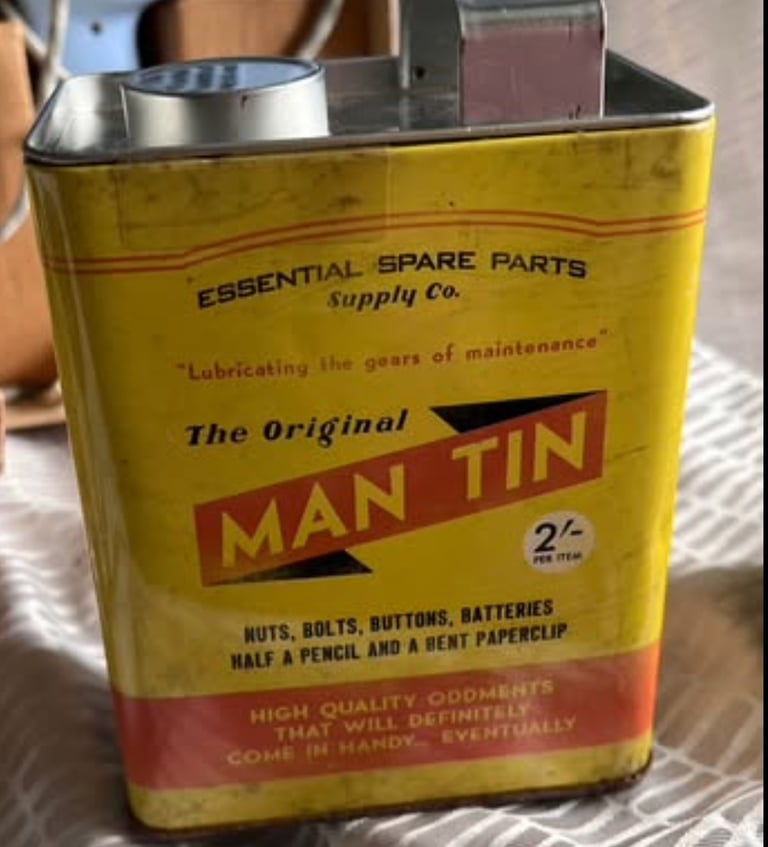 ESSENTIAL SPARE PARTS
Supply Co.
"Lubricating the gears of maintenance"
The Original
MAN TIN
2/-
PER ITEM
NUTS, BOLTS, BUTTONS, BATTERIES
HALF A PENCIL AND A BENT PAPERCLIP
HIGH QUALITY ODDMENTS
THAT WILL DEFINITELY
COME IN HANDY... EVENTUALLY